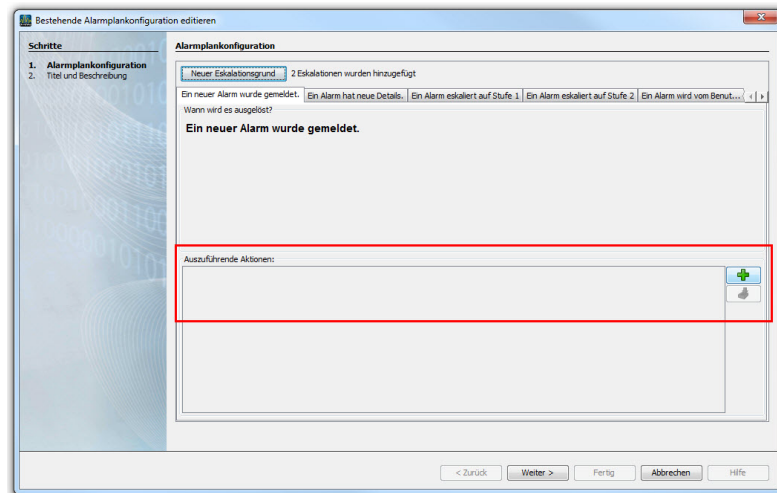 Bestehende Alarmplankonfiguration editieren
Schritte
1. Alarmplankonfiguration
2. Titel und Beschreibung
Alarmplankonfiguration
Neuer Eskalationsgrund 2 Eskalationen wurden hinzugefügt
Ein neuer Alarm wurde gemeldet. Ein Alarm hat neue Details. Ein Alarm eskaliert auf Stufe 1 Ein Alarm eskaliert auf Stufe 2 Ein Alarm wird vom Benut...
Wann wird es ausgelöst?
Ein neuer Alarm wurde gemeldet.
Auszuführende Aktionen:
< Zurück Weiter > Fertig Abbrechen Hilfe